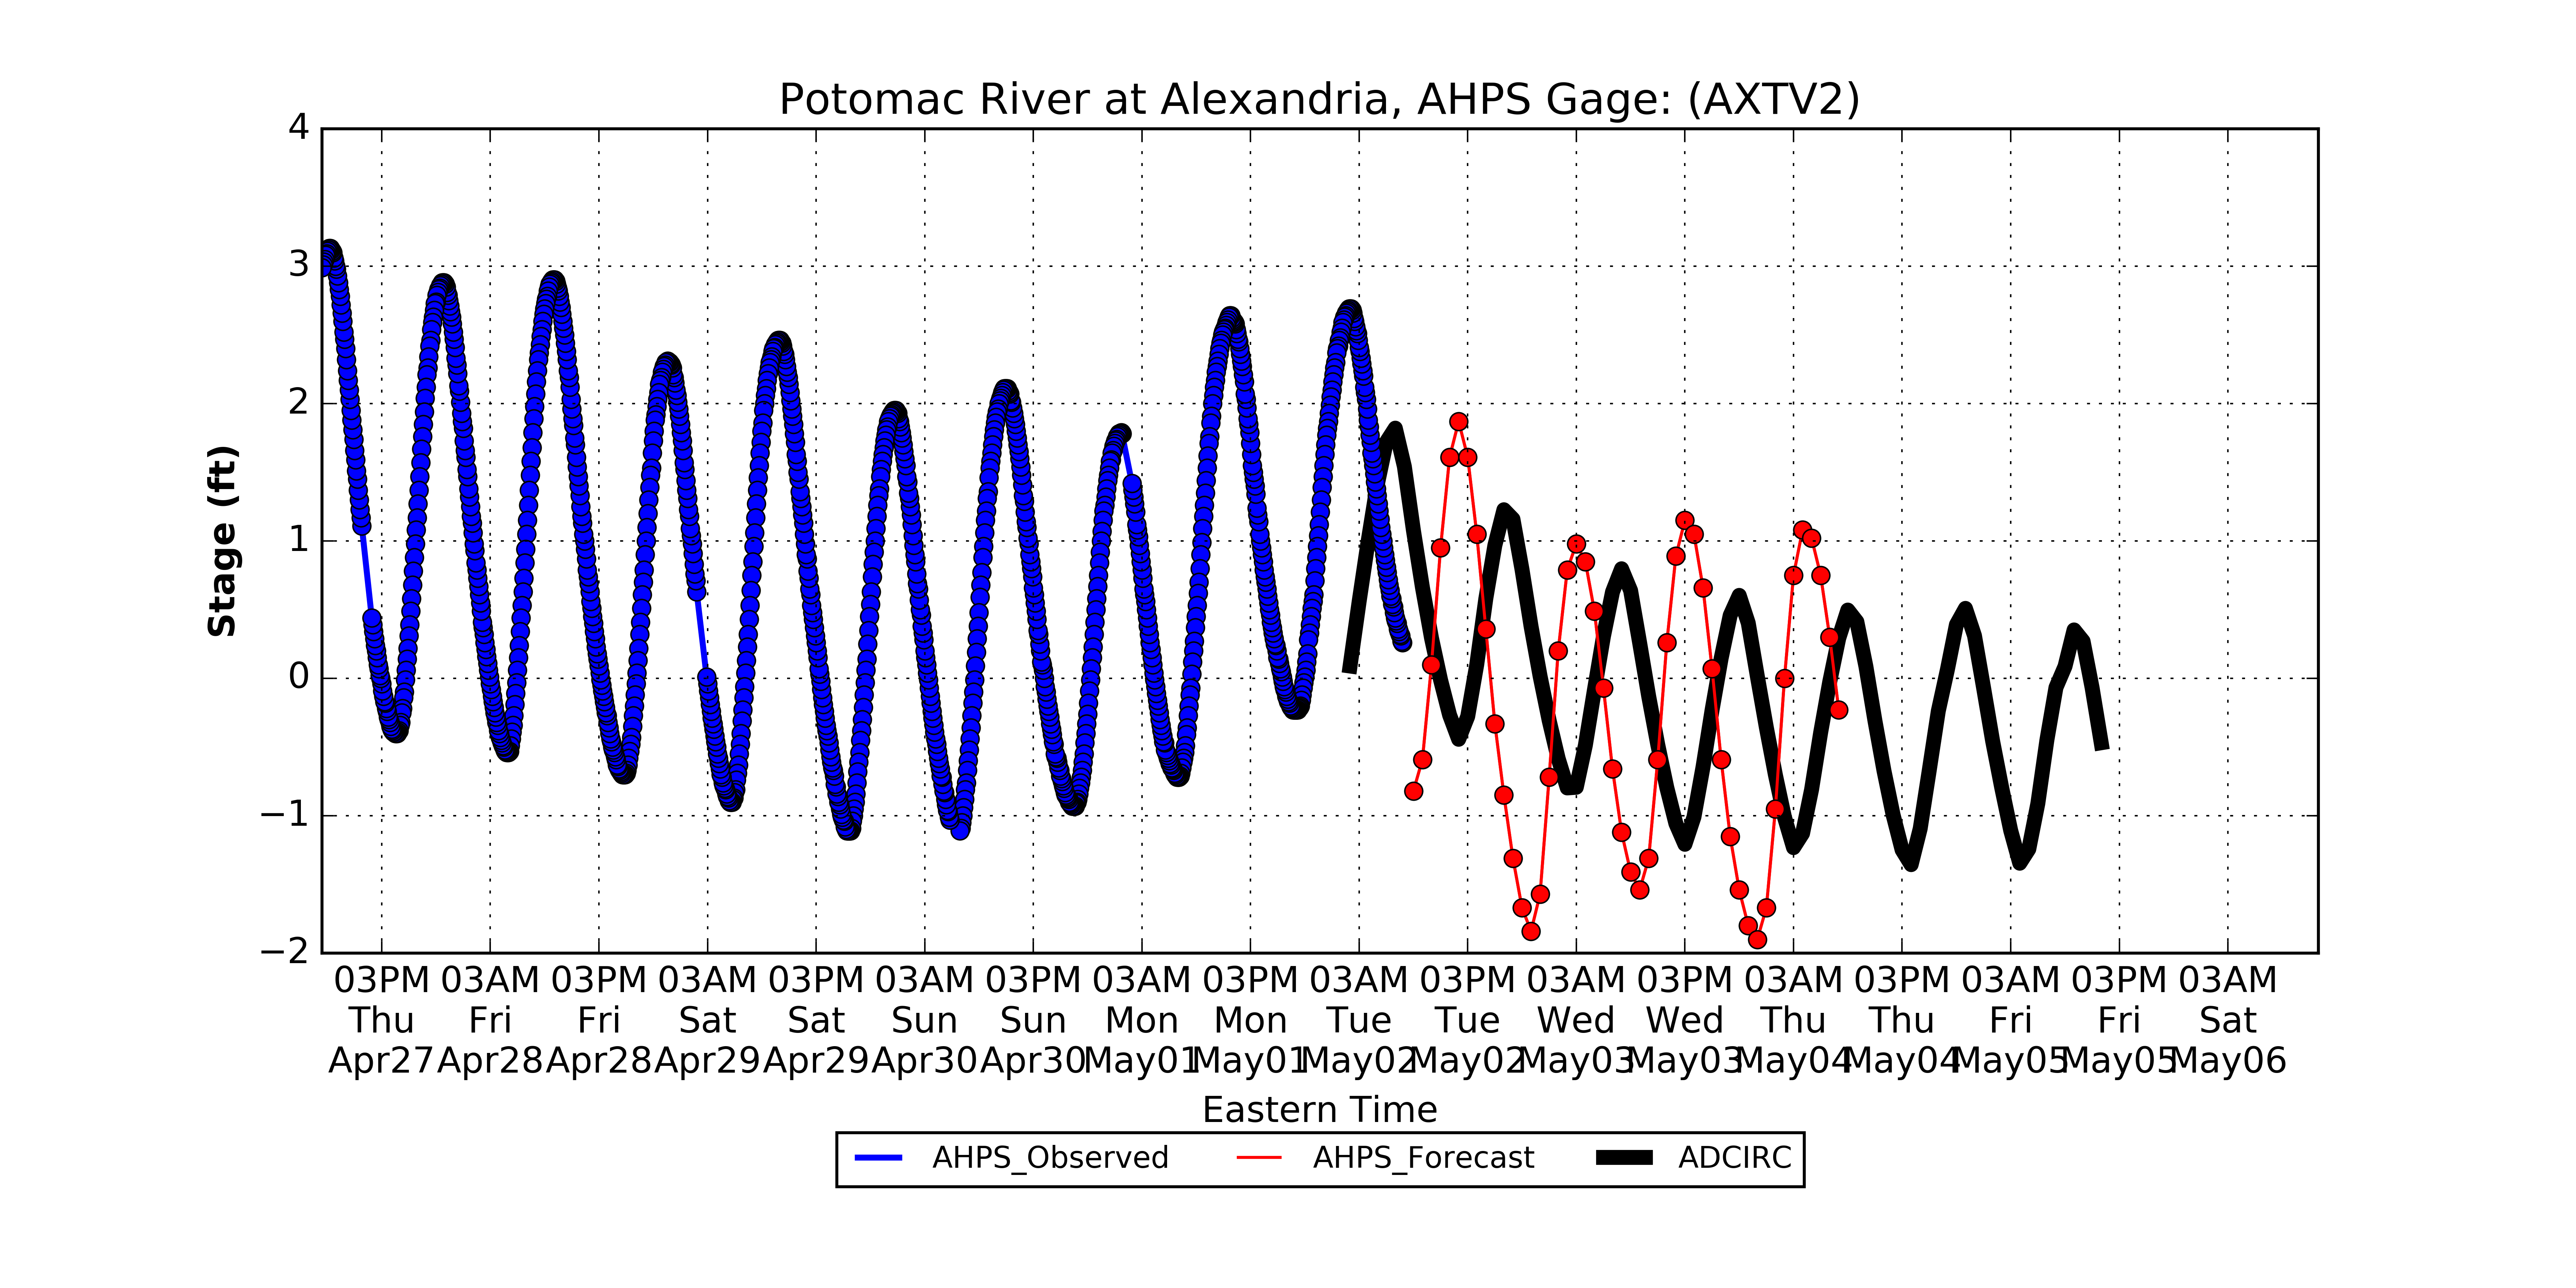 Potomac River at Alexandria, AHPS Gage: (AXTV2)
4
3
2
1
0
−1
−2
Stage (ft)
03PM 03AM 03PM 03AM 03PM 03AM 03PM 03AM 03PM 03AM 03PM 03AM 03PM 03AM 03PM 03AM 03PM 03AM
Thu Fri Fri Sat Sat Sun Sun Mon Mon Tue Tue Wed Wed Thu Thu Fri Fri Sat
Apr27 Apr28 Apr28 Apr29 Apr29 Apr30 Apr30 May01 May01 May02 May02 May03 May03 May04 May04 May05 May05 May06
Eastern Time
AHPS_Observed AHPS_Forecast ADCIRC